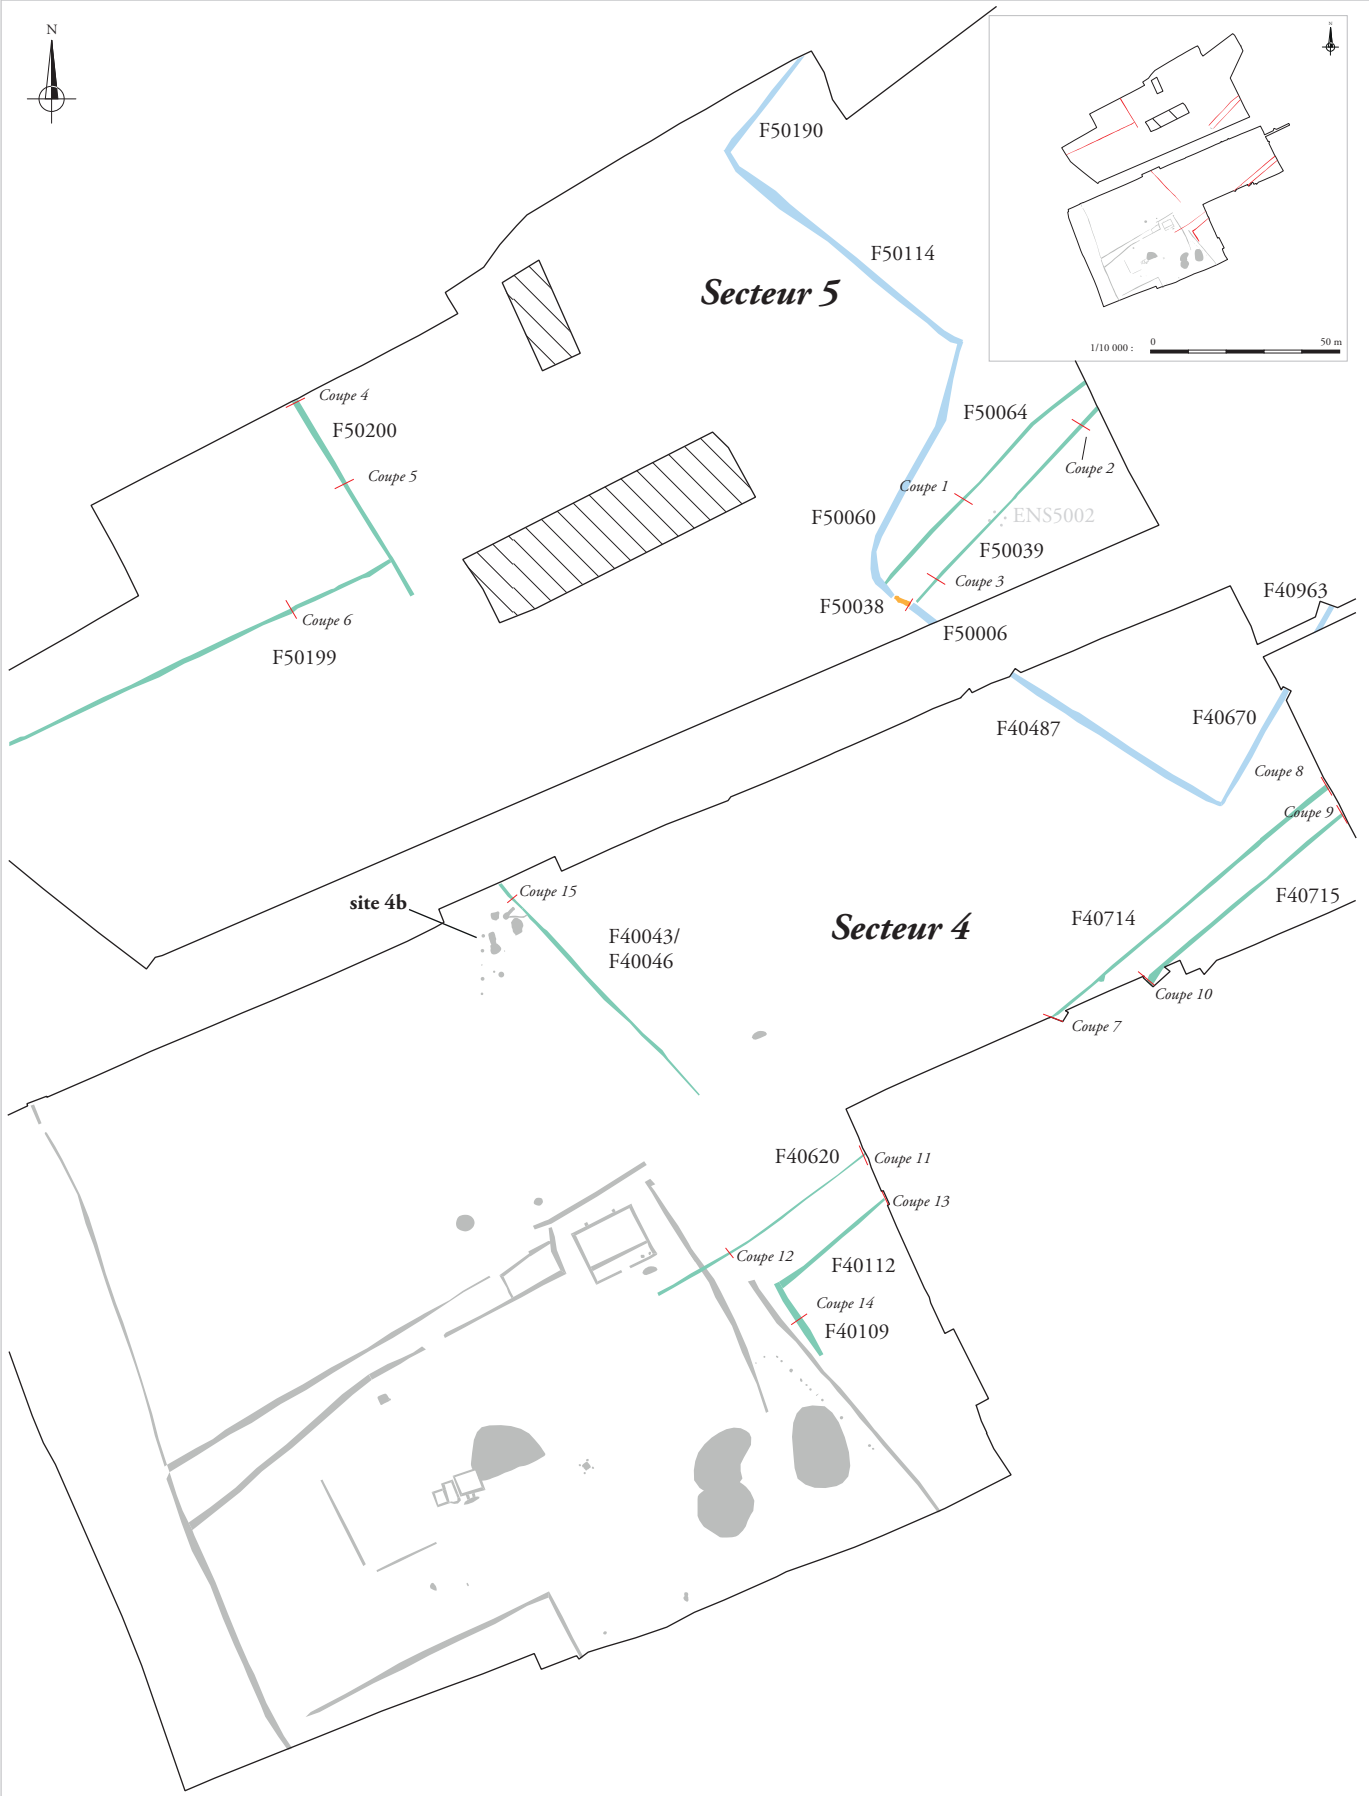 N
N
F50190
F50114
Secteur 5
1/10 000 :
0
50 m
Coupe 4
F50200
F50064
Coupe 5
Coupe 2
Coupe 1
F50060
ENS5002
F50039
Coupe 3
F40963
F50038
Coupe 6
F50006
F50199
F40670
F40487
Coupe 8
Coupe 9
Coupe 15
site 4b
F40715
F40714
Secteur 4
F40043/
F40046
Coupe 10
Coupe 7
F40620
Coupe 11
Coupe 13
Coupe 12
F40112
Coupe 14
F40109